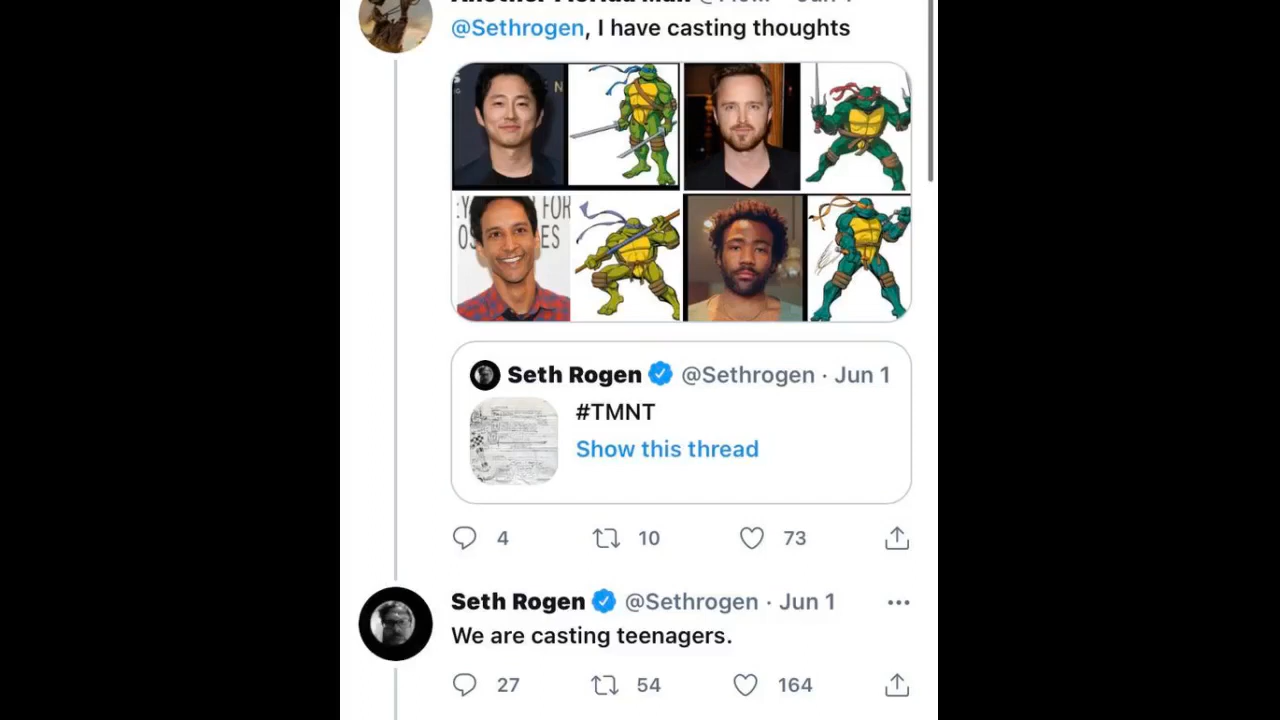 @Sethrogen, I have casting thoughts
Seth Rogen @Sethrogen · Jun 1
#TMNT
Show this thread
4 10 73
Seth Rogen @Sethrogen · Jun 1
We are casting teenagers.
27 54 164